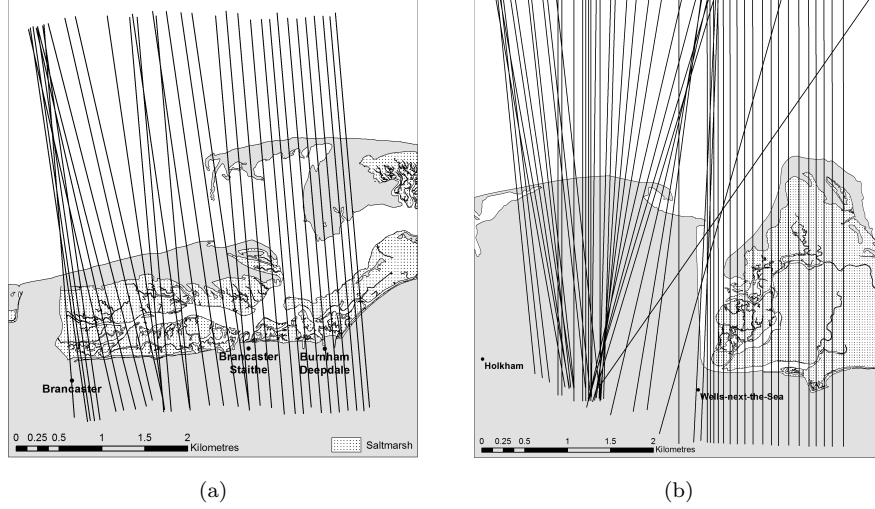 Brancaster
Staithe
Burnham
Deepdale
Brancaster
0 0.25 0.5 1 1.5 2
Kilometres
Saltmarsh
(a)
Holkham
Wells-next-the-Sea
0 0.25 0.5 1 1.5 2
Kilometres
(b)